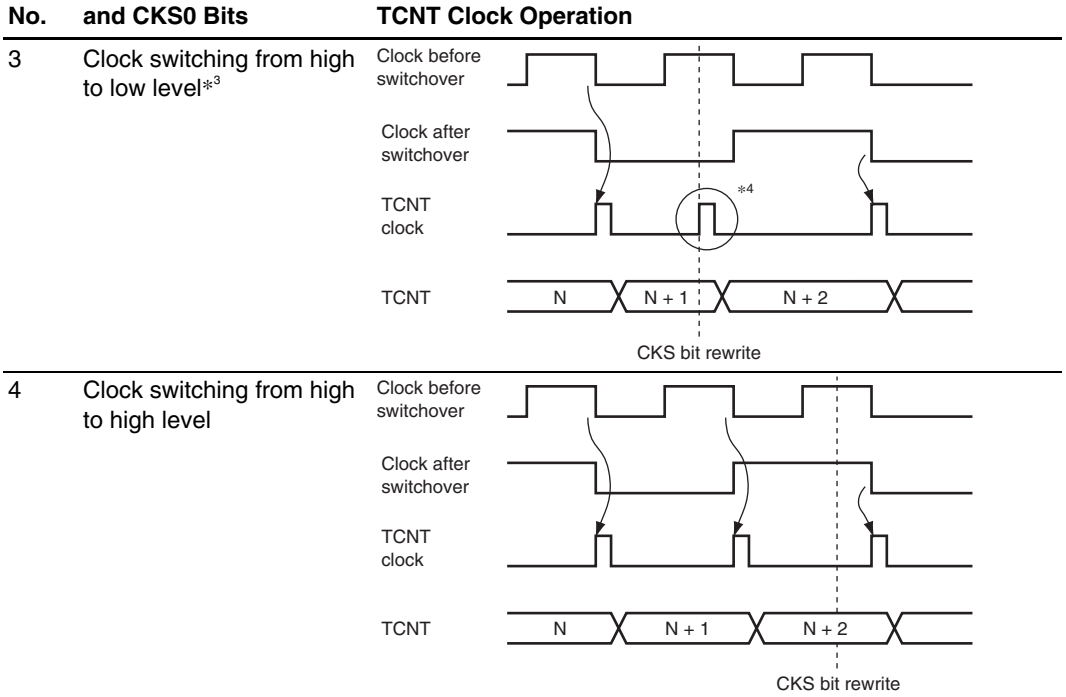 No. and CKS0 Bits TCNT Clock Operation
3 Clock switching from high
to low level*3
Clock before
switchover
Clock after
switchover
TCNT
clock
*4
TCNT
N N + 1 N + 2
CKS bit rewrite
4 Clock switching from high
to high level
Clock before
switchover
Clock after
switchover
TCNT
clock
TCNT
N N + 1 N + 2
CKS bit rewrite